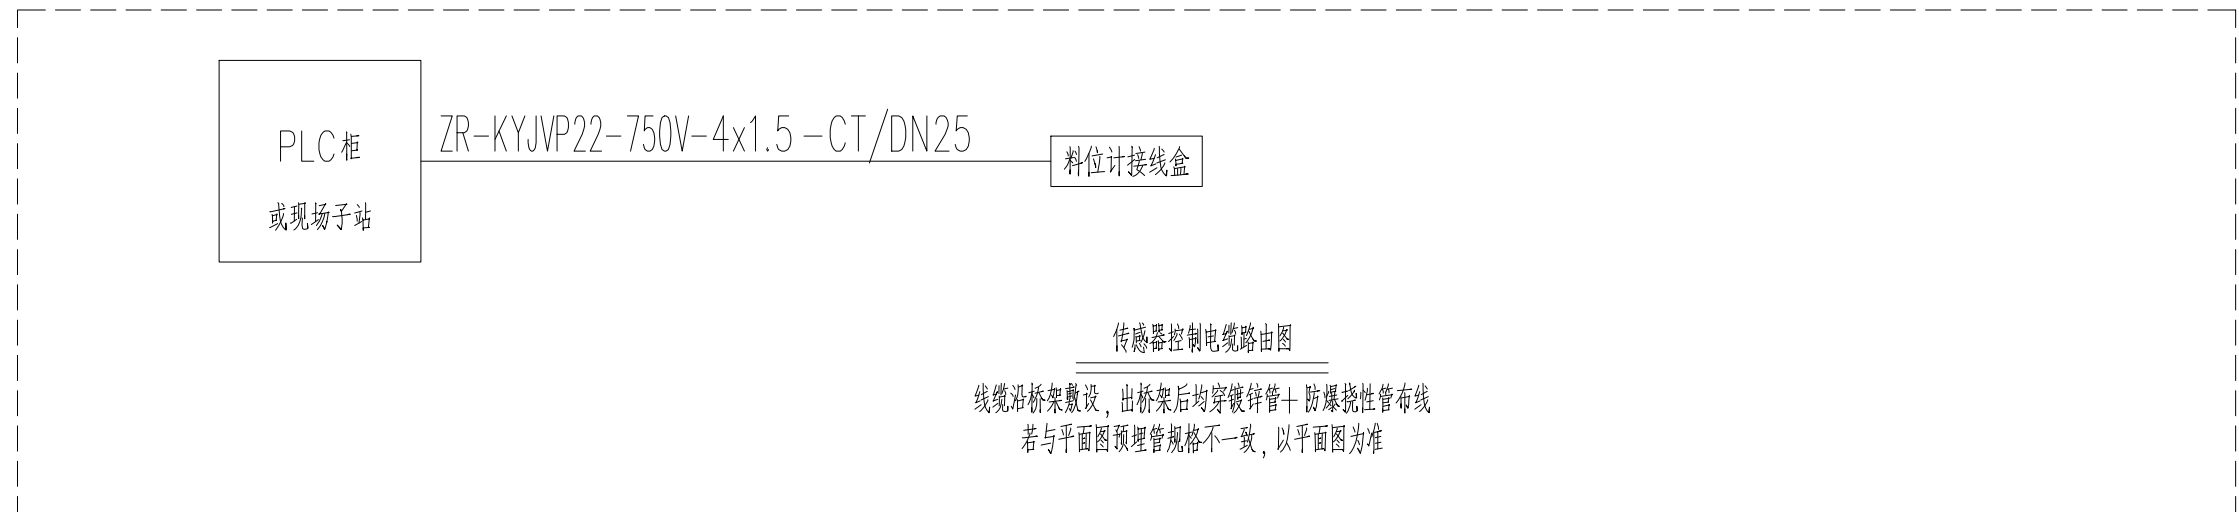 ZR-KYJVP22-750V-4x1.5-CT/DN25
PLC柜
或现场子站
料位计接线盒
传感器控制电缆路由图
线缆沿桥架敷设，出桥架后均穿镀锌管+防爆挠性管布线
若与平面图预埋管规格不一致，以平面图为准